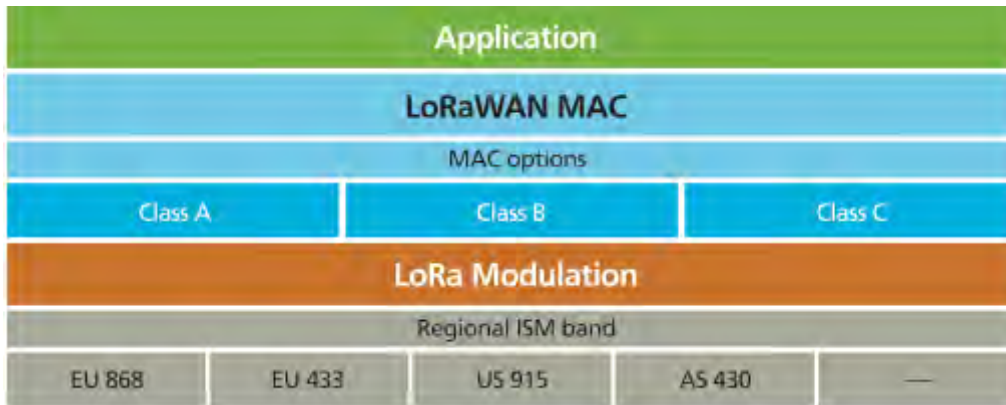 Application
LoRaWAN MAC
MAC options
Class A Class B Class C
LoRa Modulation
Regional ISM band
EU 868 EU 433 US 915 AS 430 —